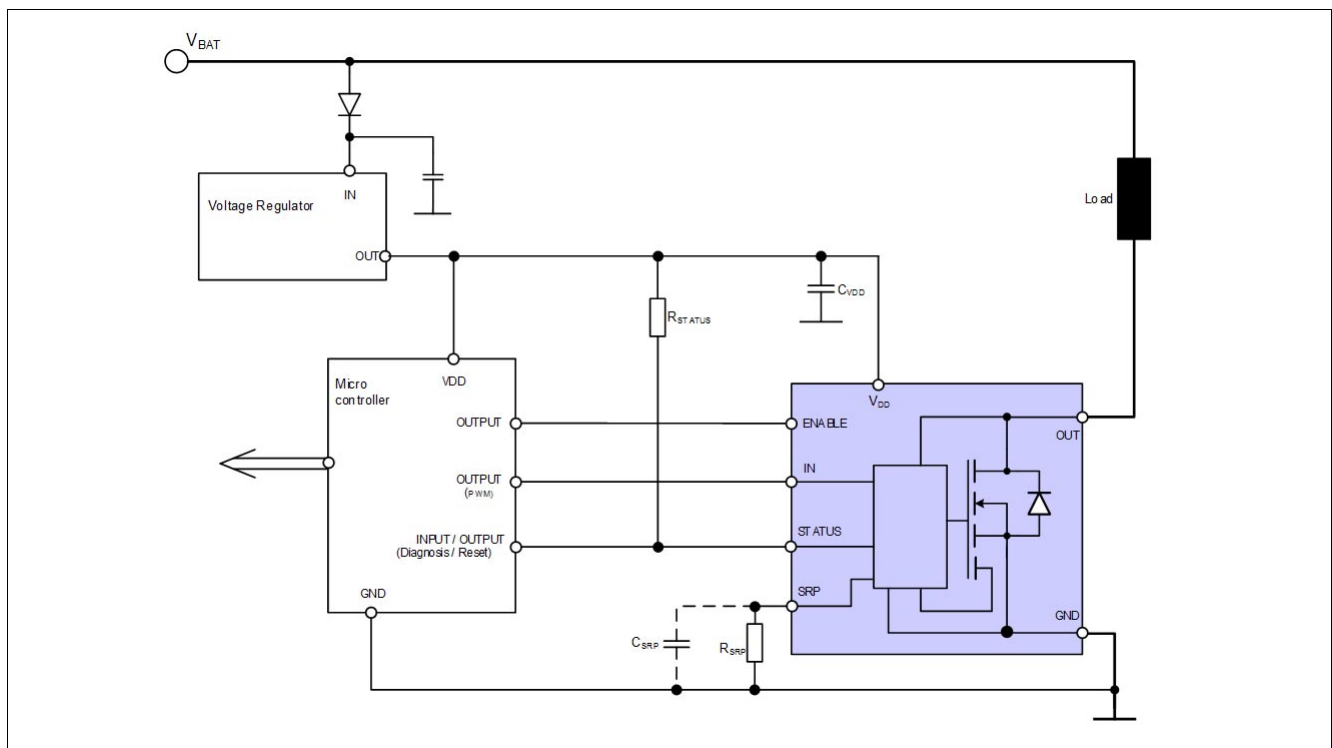 VBAT
IN
Voltage Regulator
OUT
Load
CVDD
RSTATUS
VDD
Micro
controller
VDD
OUTPUT
ENABLE
OUT
OUTPUT
(PWM)
IN
INPUT / OUTPUT
(Diagnosis / Reset)
STATUS
GND
SRP
GND
CSRP
RSRP